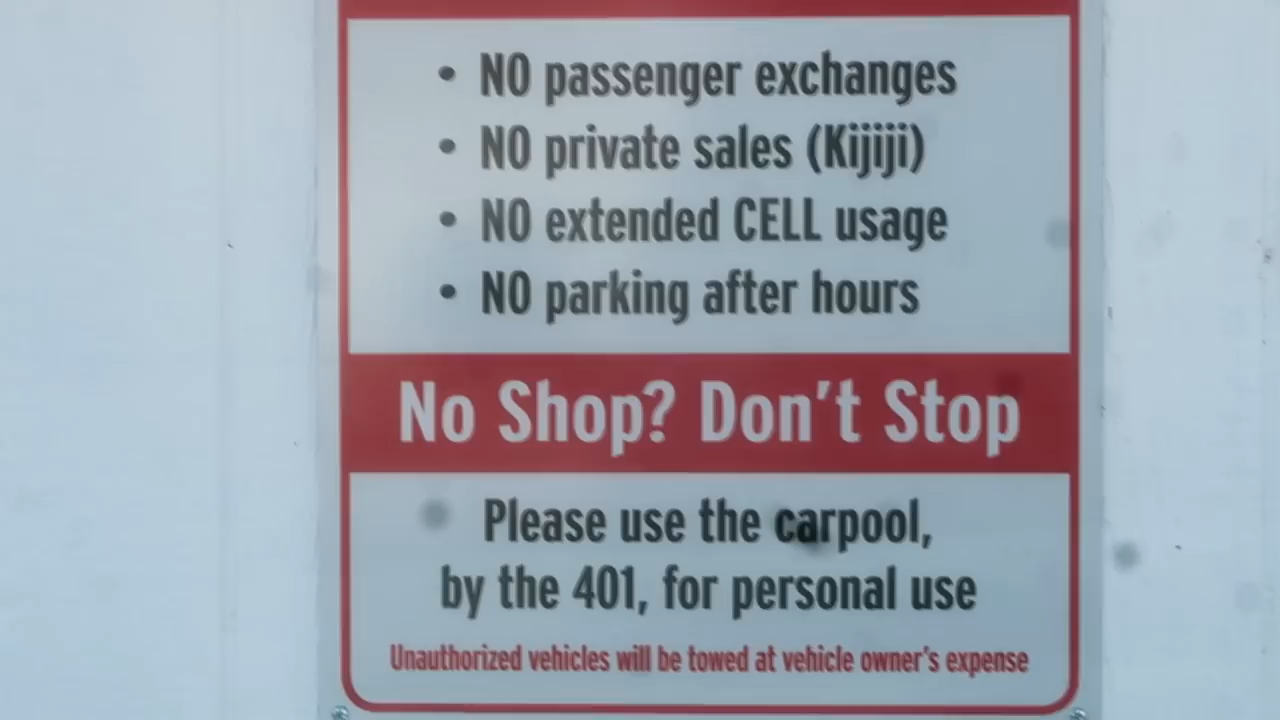 • NO passenger exchanges
• NO private sales (Kijiji)
• NO extended CELL usage
• NO parking after hours
No Shop? Don't Stop
Please use the carpool,
by the 401, for personal use
Unauthorized vehicles will be towed at vehicle owner's expense